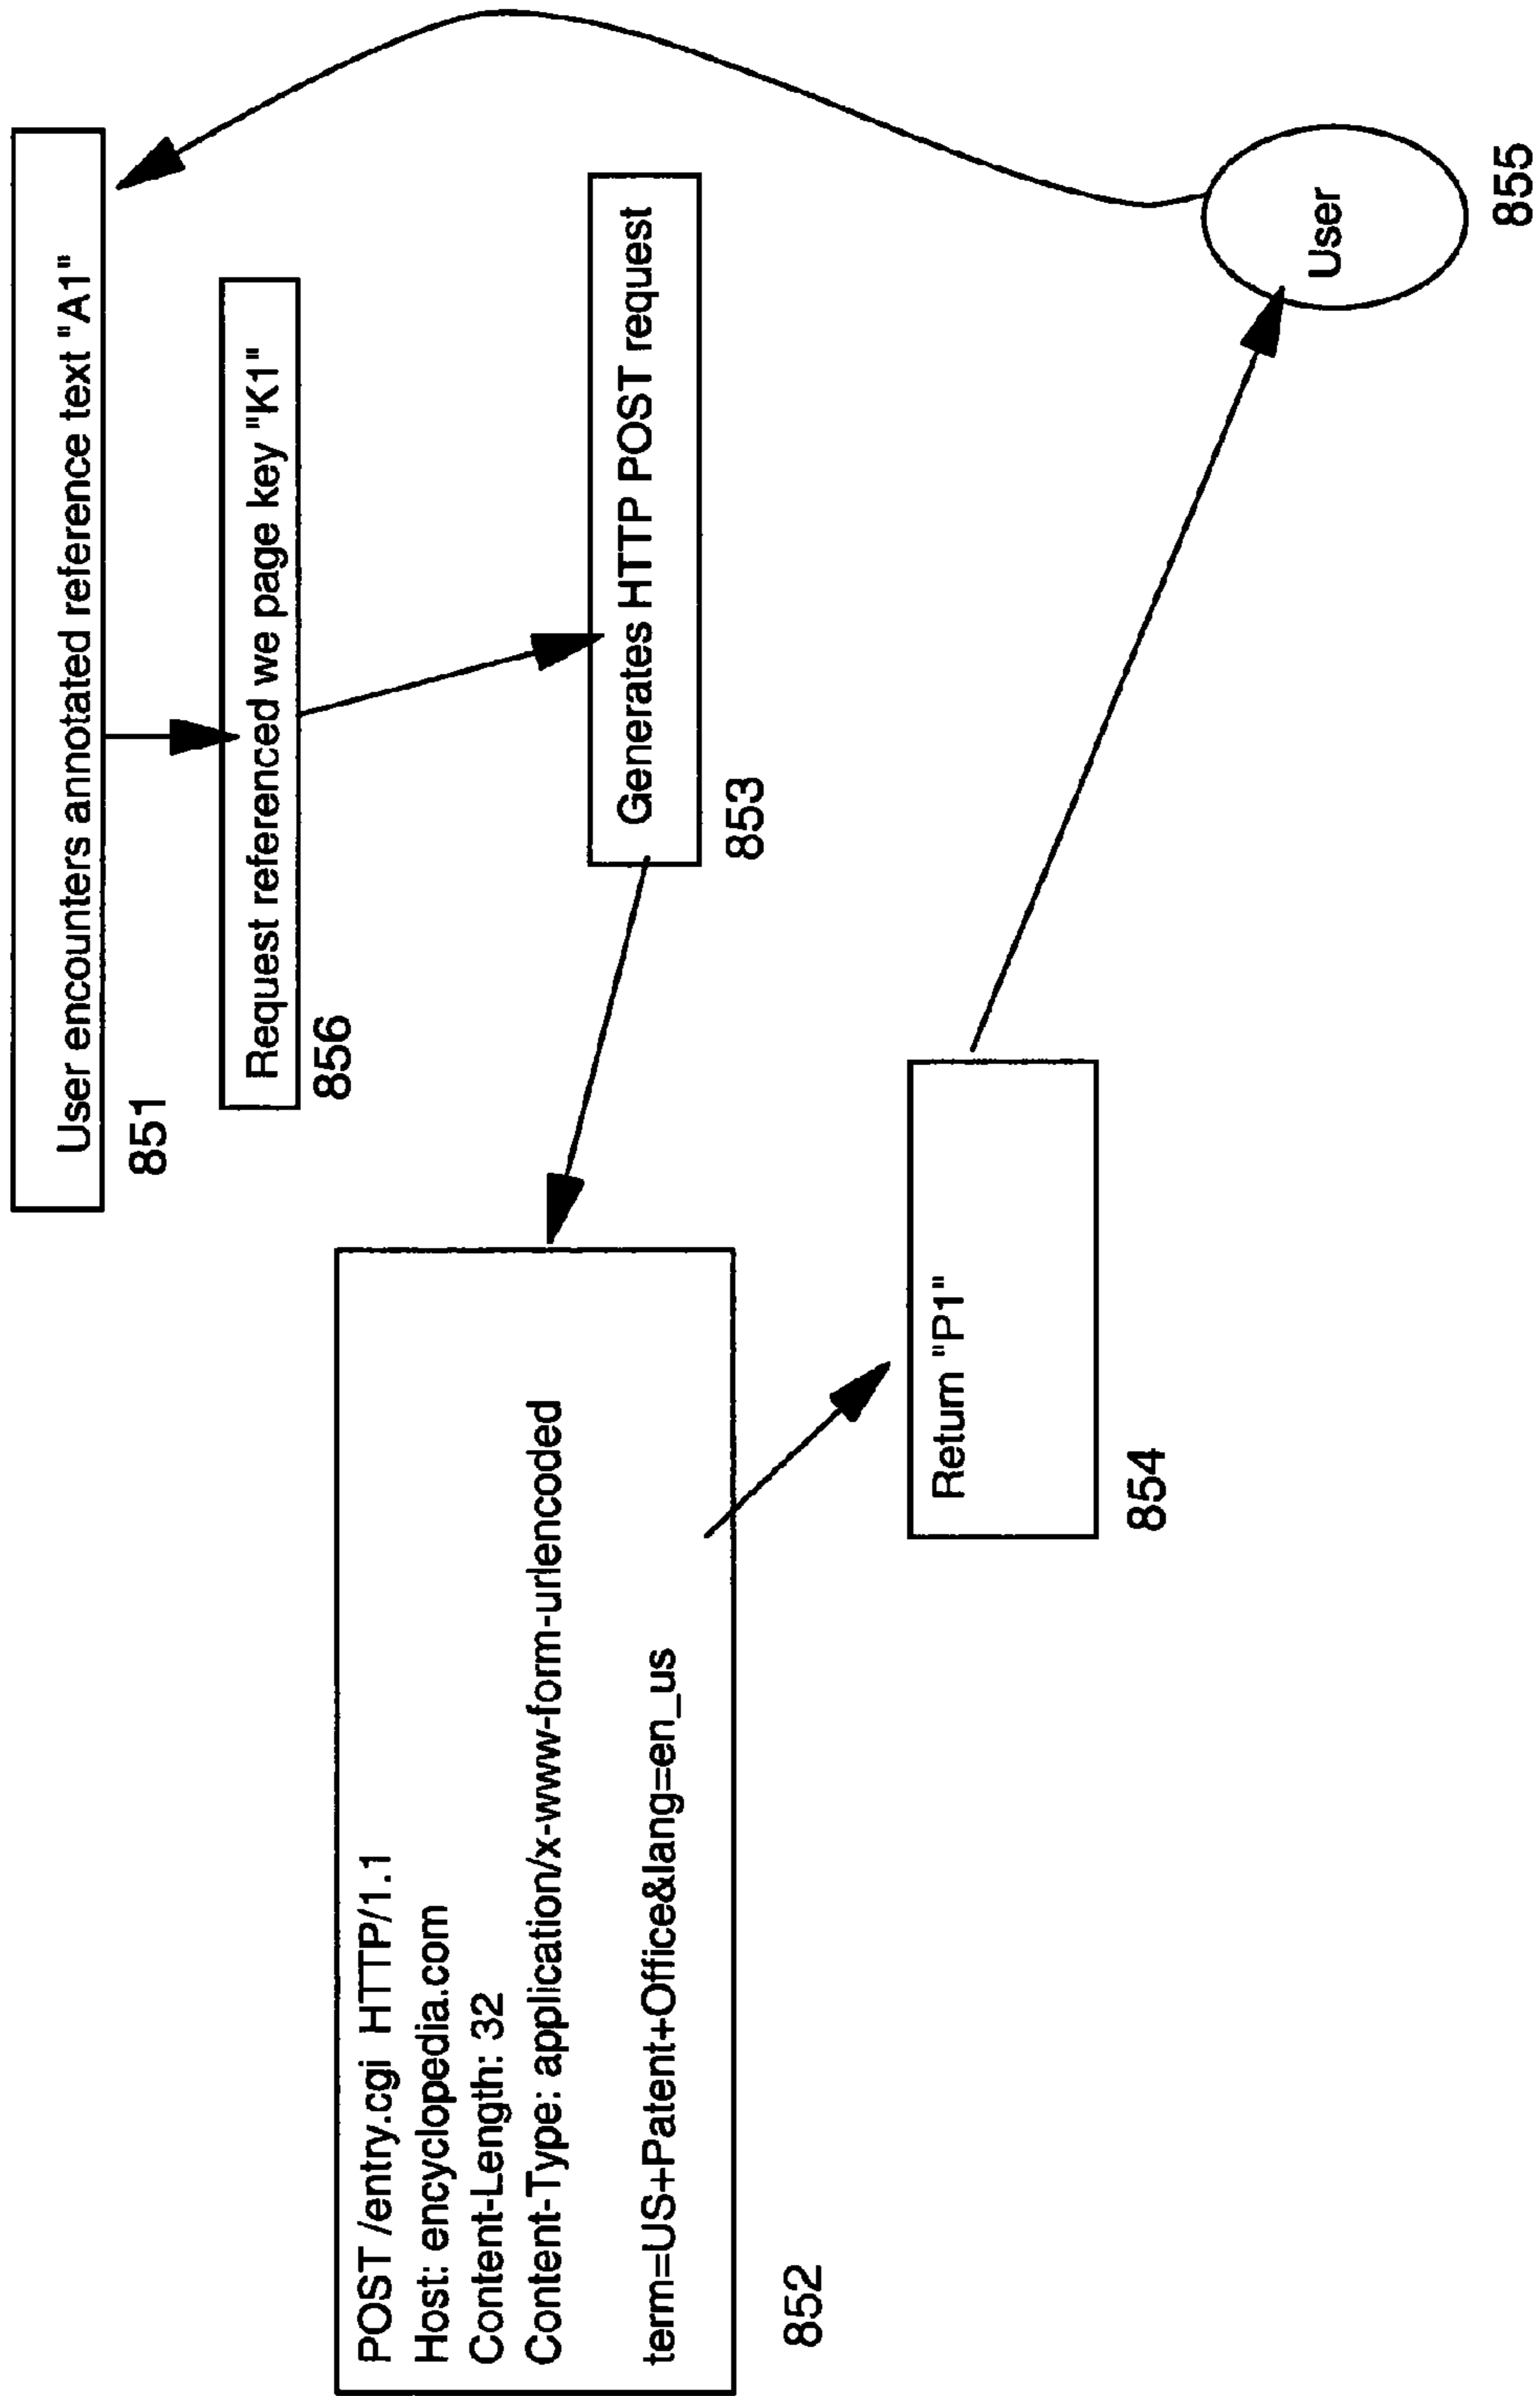 User encounters annotated reference text "A1"
851
Request referenced we page key "K1"
856
Generates HTTP POST request
853
POST /entry.cgi HTTP/1.1
Host: encyclopedia.com
Content-Length: 32
Content-Type: application/x-www-form-urlencoded
term=US+Patent+Office&lang=en_us
852
Return "P1"
854
User
855